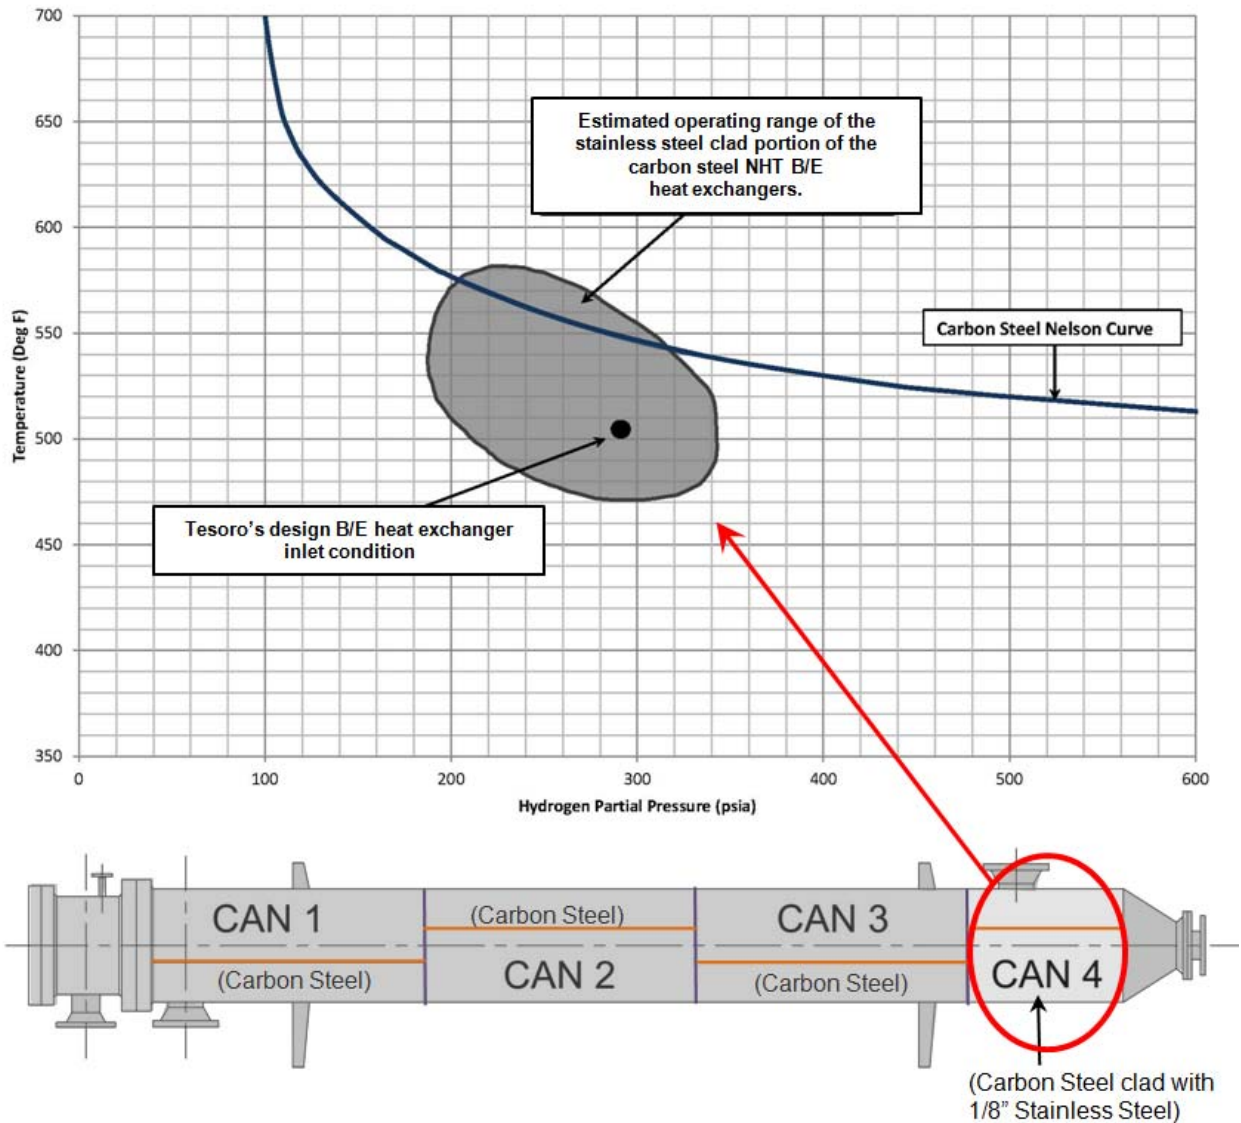 700
650
600
550
500
450
400
350
Temperature (Deg F)
Estimated operating range of the
stainless steel clad portion of the
carbon steel NHT B/E
heat exchangers.
Carbon Steel Nelson Curve
Tesoro’s design B/E heat exchanger
inlet condition
0 100 200 300 400 500 600
Hydrogen Partial Pressure (psia)
CAN 1
(Carbon Steel)
(Carbon Steel)
CAN 2
CAN 3
(Carbon Steel)
CAN 4
(Carbon Steel clad with
1/8” Stainless Steel)